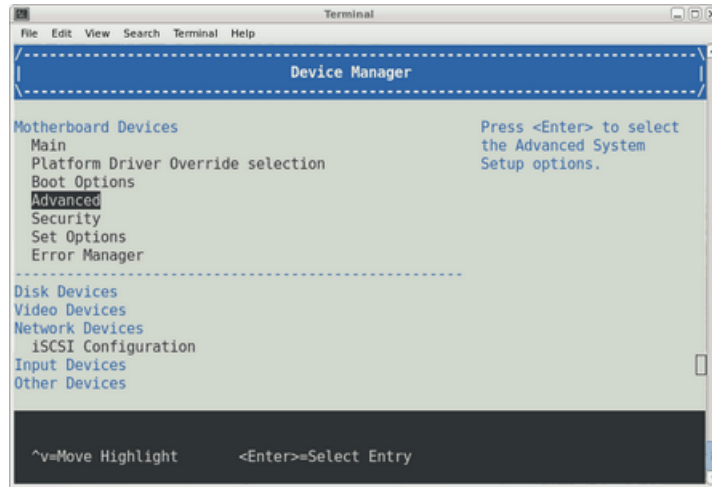 Terminal
File Edit View Search Terminal Help
/------------------------------------------------------------------------\
| Device Manager |
\------------------------------------------------------------------------/
Motherboard Devices
Main
Platform Driver Override selection
Boot Options
Advanced
Security
Set Options
Error Manager
----------------------------------------------------
Disk Devices
Video Devices
Network Devices
iSCSI Configuration
Input Devices
Other Devices
Press <Enter> to select
the Advanced System
Setup options.
^v=Move Highlight <Enter>=Select Entry